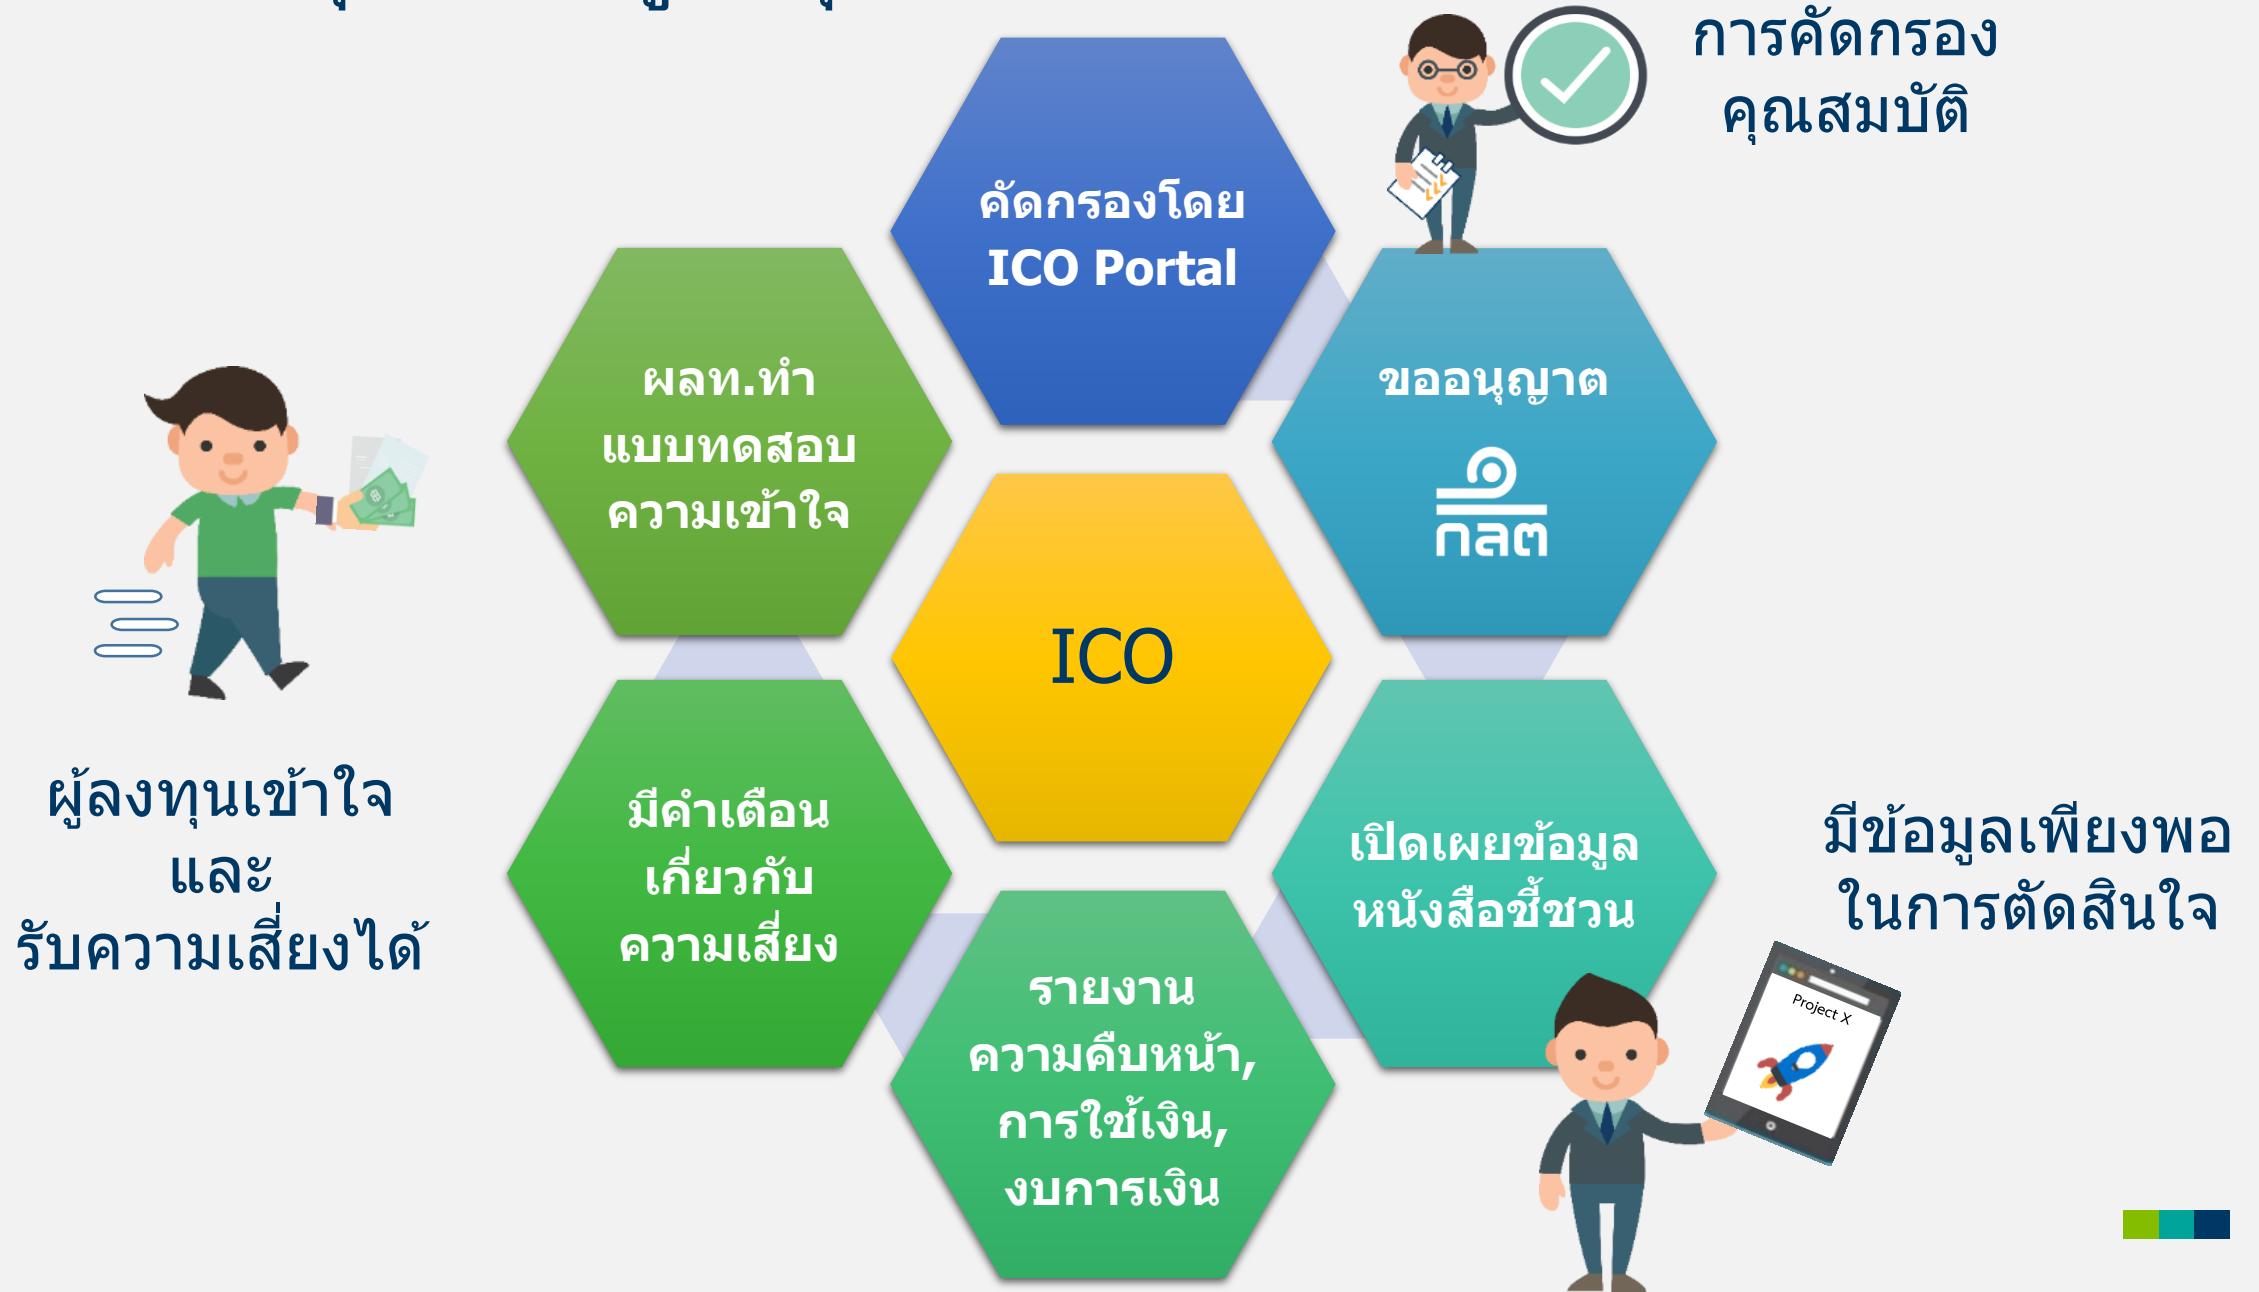 การคัดกรอง
คุณสมบัติ
คัดกรองโดย
ICO Portal
ขออนุญาต
กลต
ผลท.ทำ
แบบทดสอบ
ความเข้าใจ
ICO
ผู้ลงทุนเข้าใจ
และ
รับความเสี่ยงได้
มีคำเตือน
เกี่ยวกับ
ความเสี่ยง
เปิดเผยข้อมูล
หนังสือชี้ชวน
มีข้อมูลเพียงพอ
ในการตัดสินใจ
Project X
รายงาน
ความคืบหน้า,
การใช้เงิน,
งบการเงิน